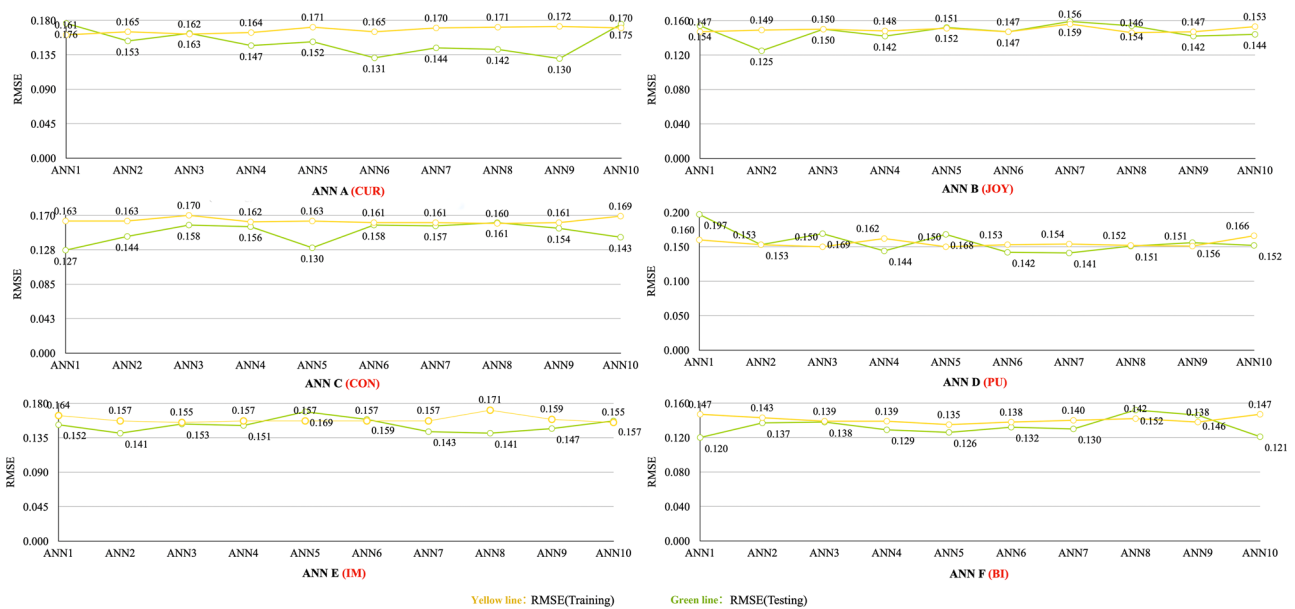 0.180
0.135
0.090
0.045
0.000
RMSE
0.161 0.165 0.162 0.164 0.171 0.165 0.170 0.171 0.172 0.170
0.176 0.153 0.163 0.147 0.152 0.131 0.144 0.142 0.130 0.175
ANN1 ANN2 ANN3 ANN4 ANN5 ANN6 ANN7 ANN8 ANN9 ANN10
ANN A (CUR)
0.160
0.120
0.080
0.040
0.000
RMSE
0.147 0.149 0.150 0.148 0.151 0.147 0.156 0.146 0.147 0.153
0.154 0.125 0.150 0.142 0.152 0.147 0.159 0.154 0.142 0.144
ANN1 ANN2 ANN3 ANN4 ANN5 ANN6 ANN7 ANN8 ANN9 ANN10
ANN B (JOY)
0.170
0.128
0.085
0.043
0.000
RMSE
0.163 0.163 0.170 0.162 0.163 0.161 0.161 0.160 0.161 0.169
0.127 0.144 0.158 0.156 0.130 0.158 0.157 0.161 0.154 0.143
ANN1 ANN2 ANN3 ANN4 ANN5 ANN6 ANN7 ANN8 ANN9 ANN10
ANN C (CON)
0.200
0.150
0.100
0.050
0.000
RMSE
0.160 0.153 0.150 0.162 0.150 0.153 0.154 0.152 0.151 0.166
0.197 0.153 0.169 0.144 0.168 0.142 0.141 0.151 0.156 0.152
ANN1 ANN2 ANN3 ANN4 ANN5 ANN6 ANN7 ANN8 ANN9 ANN10
ANN D (PU)
0.180
0.135
0.090
0.045
0.000
RMSE
0.164 0.157 0.155 0.157 0.157 0.157 0.157 0.171 0.159 0.155
0.152 0.141 0.153 0.151 0.169 0.159 0.143 0.141 0.147 0.157
ANN1 ANN2 ANN3 ANN4 ANN5 ANN6 ANN7 ANN8 ANN9 ANN10
ANN E (IM)
0.160
0.120
0.080
0.040
0.000
RMSE
0.147 0.143 0.139 0.139 0.135 0.138 0.140 0.142 0.138 0.147
0.120 0.137 0.138 0.129 0.126 0.132 0.130 0.152 0.146 0.121
ANN1 ANN2 ANN3 ANN4 ANN5 ANN6 ANN7 ANN8 ANN9 ANN10
ANN F (BI)
Yellow line: RMSE(Training)
Green line: RMSE(Testing)